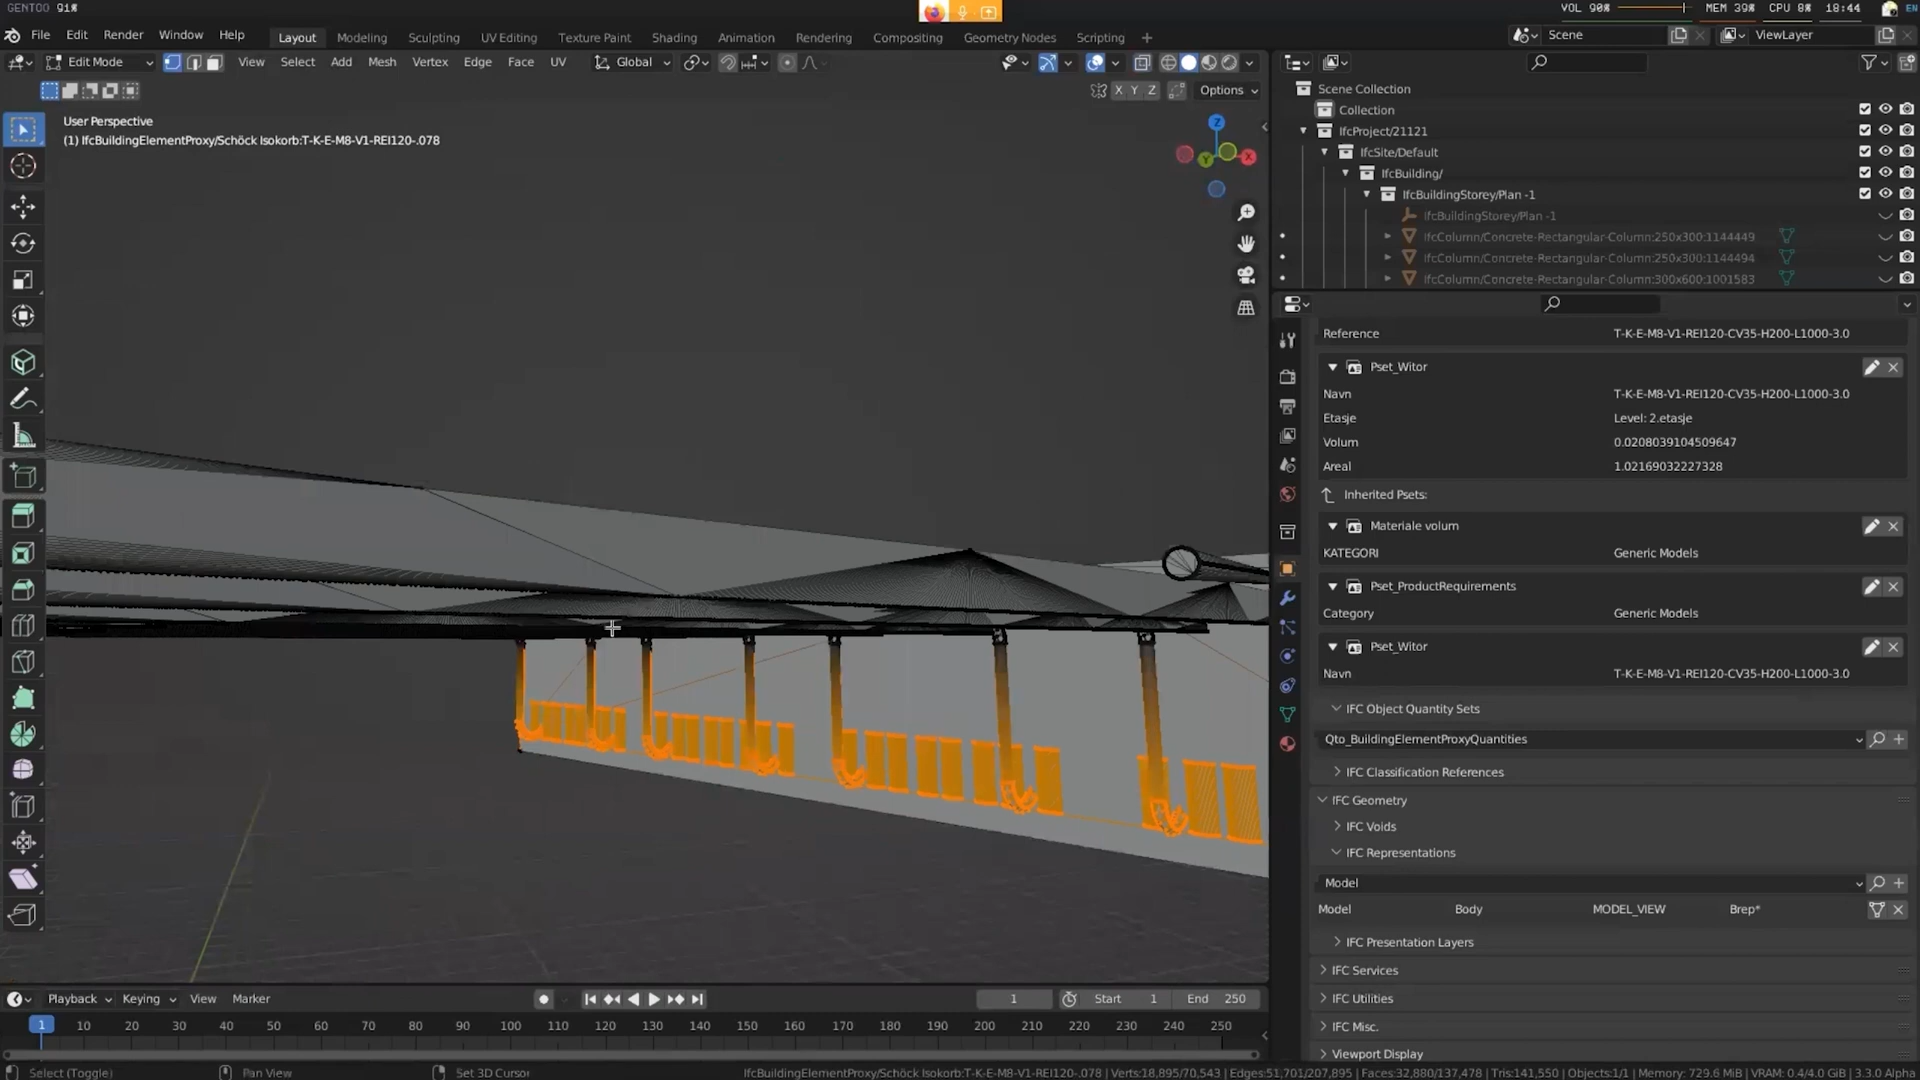 GENTOO 91%
VOL 90% MEM 39% CPU 8% 18:44 EN
File Edit Render Window Help Layout Modeling Sculpting UV Editing Texture Paint Shading Animation Rendering Compositing Geometry Nodes Scripting + Scene ViewLayer
Edit Mode View Select Add Mesh Vertex Edge Face UV Global
X Y Z Options
User Perspective
(1) IfcBuildingElementProxy/Schöck Isokorb:T-K-E-M8-V1-REI120-.078
Z
X
Y
Scene Collection
Collection
IfcProject/21121
IfcSite/Default
IfcBuilding/
IfcBuildingStorey/Plan -1
IfcBuildingStorey/Plan -1
IfcColumn/Concrete-Rectangular-Column:250x300:1144449
IfcColumn/Concrete-Rectangular-Column:250x300:1144494
IfcColumn/Concrete-Rectangular-Column:300x600:1001583
Reference T-K-E-M8-V1-REI120-CV35-H200-L1000-3.0
Pset_Witor
Navn T-K-E-M8-V1-REI120-CV35-H200-L1000-3.0
Etasje Level: 2.etasje
Volum 0.0208039104509647
Areal 1.02169032227328
Inherited Psets:
Materiale volum
KATEGORI Generic Models
Pset_ProductRequirements
Category Generic Models
Pset_Witor
Navn T-K-E-M8-V1-REI120-CV35-H200-L1000-3.0
IFC Object Quantity Sets
Qto_BuildingElementProxyQuantities
IFC Classification References
IFC Geometry
IFC Voids
IFC Representations
Model
Model Body MODEL_VIEW Brep*
IFC Presentation Layers
IFC Services
IFC Utilities
IFC Misc.
Viewport Display
Playback Keying View Marker 1 Start 1 End 250
1 10 20 30 40 50 60 70 80 90 100 110 120 130 140 150 160 170 180 190 200 210 220 230 240 250
Select (Toggle) Pan View Set 3D Cursor IfcBuildingElementProxy/Schöck Isokorb:T-K-E-M8-V1-REI120-.078 | Verts:18,895/70,543 | Edges:51,701/207,895 | Faces:32,880/137,478 | Tris:141,550 | Objects:1/1 | Memory: 729.6 MiB | VRAM: 0.4/4.0 GiB | 3.3.0 Alpha